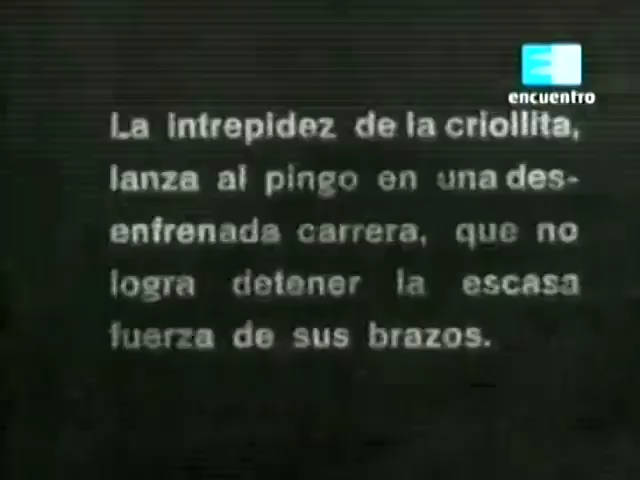 encuentro
La intrepidez de la criollita,
lanza al pingo en una des-
enfrenada carrera, que no
logra detener la escasa
fuerza de sus brazos.